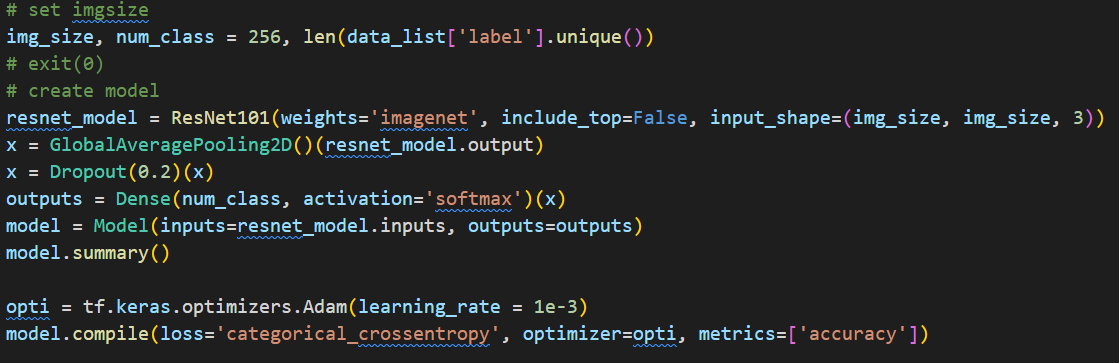 # set imgsize
img_size, num_class = 256, len(data_list['label'].unique())
# exit(0)
# create model
resnet_model = ResNet101(weights='imagenet', include_top=False, input_shape=(img_size, img_size, 3))
x = GlobalAveragePooling2D()(resnet_model.output)
x = Dropout(0.2)(x)
outputs = Dense(num_class, activation='softmax')(x)
model = Model(inputs=resnet_model.inputs, outputs=outputs)
model.summary()
opti = tf.keras.optimizers.Adam(learning_rate = 1e-3)
model.compile(loss='categorical_crossentropy', optimizer=opti, metrics=['accuracy'])